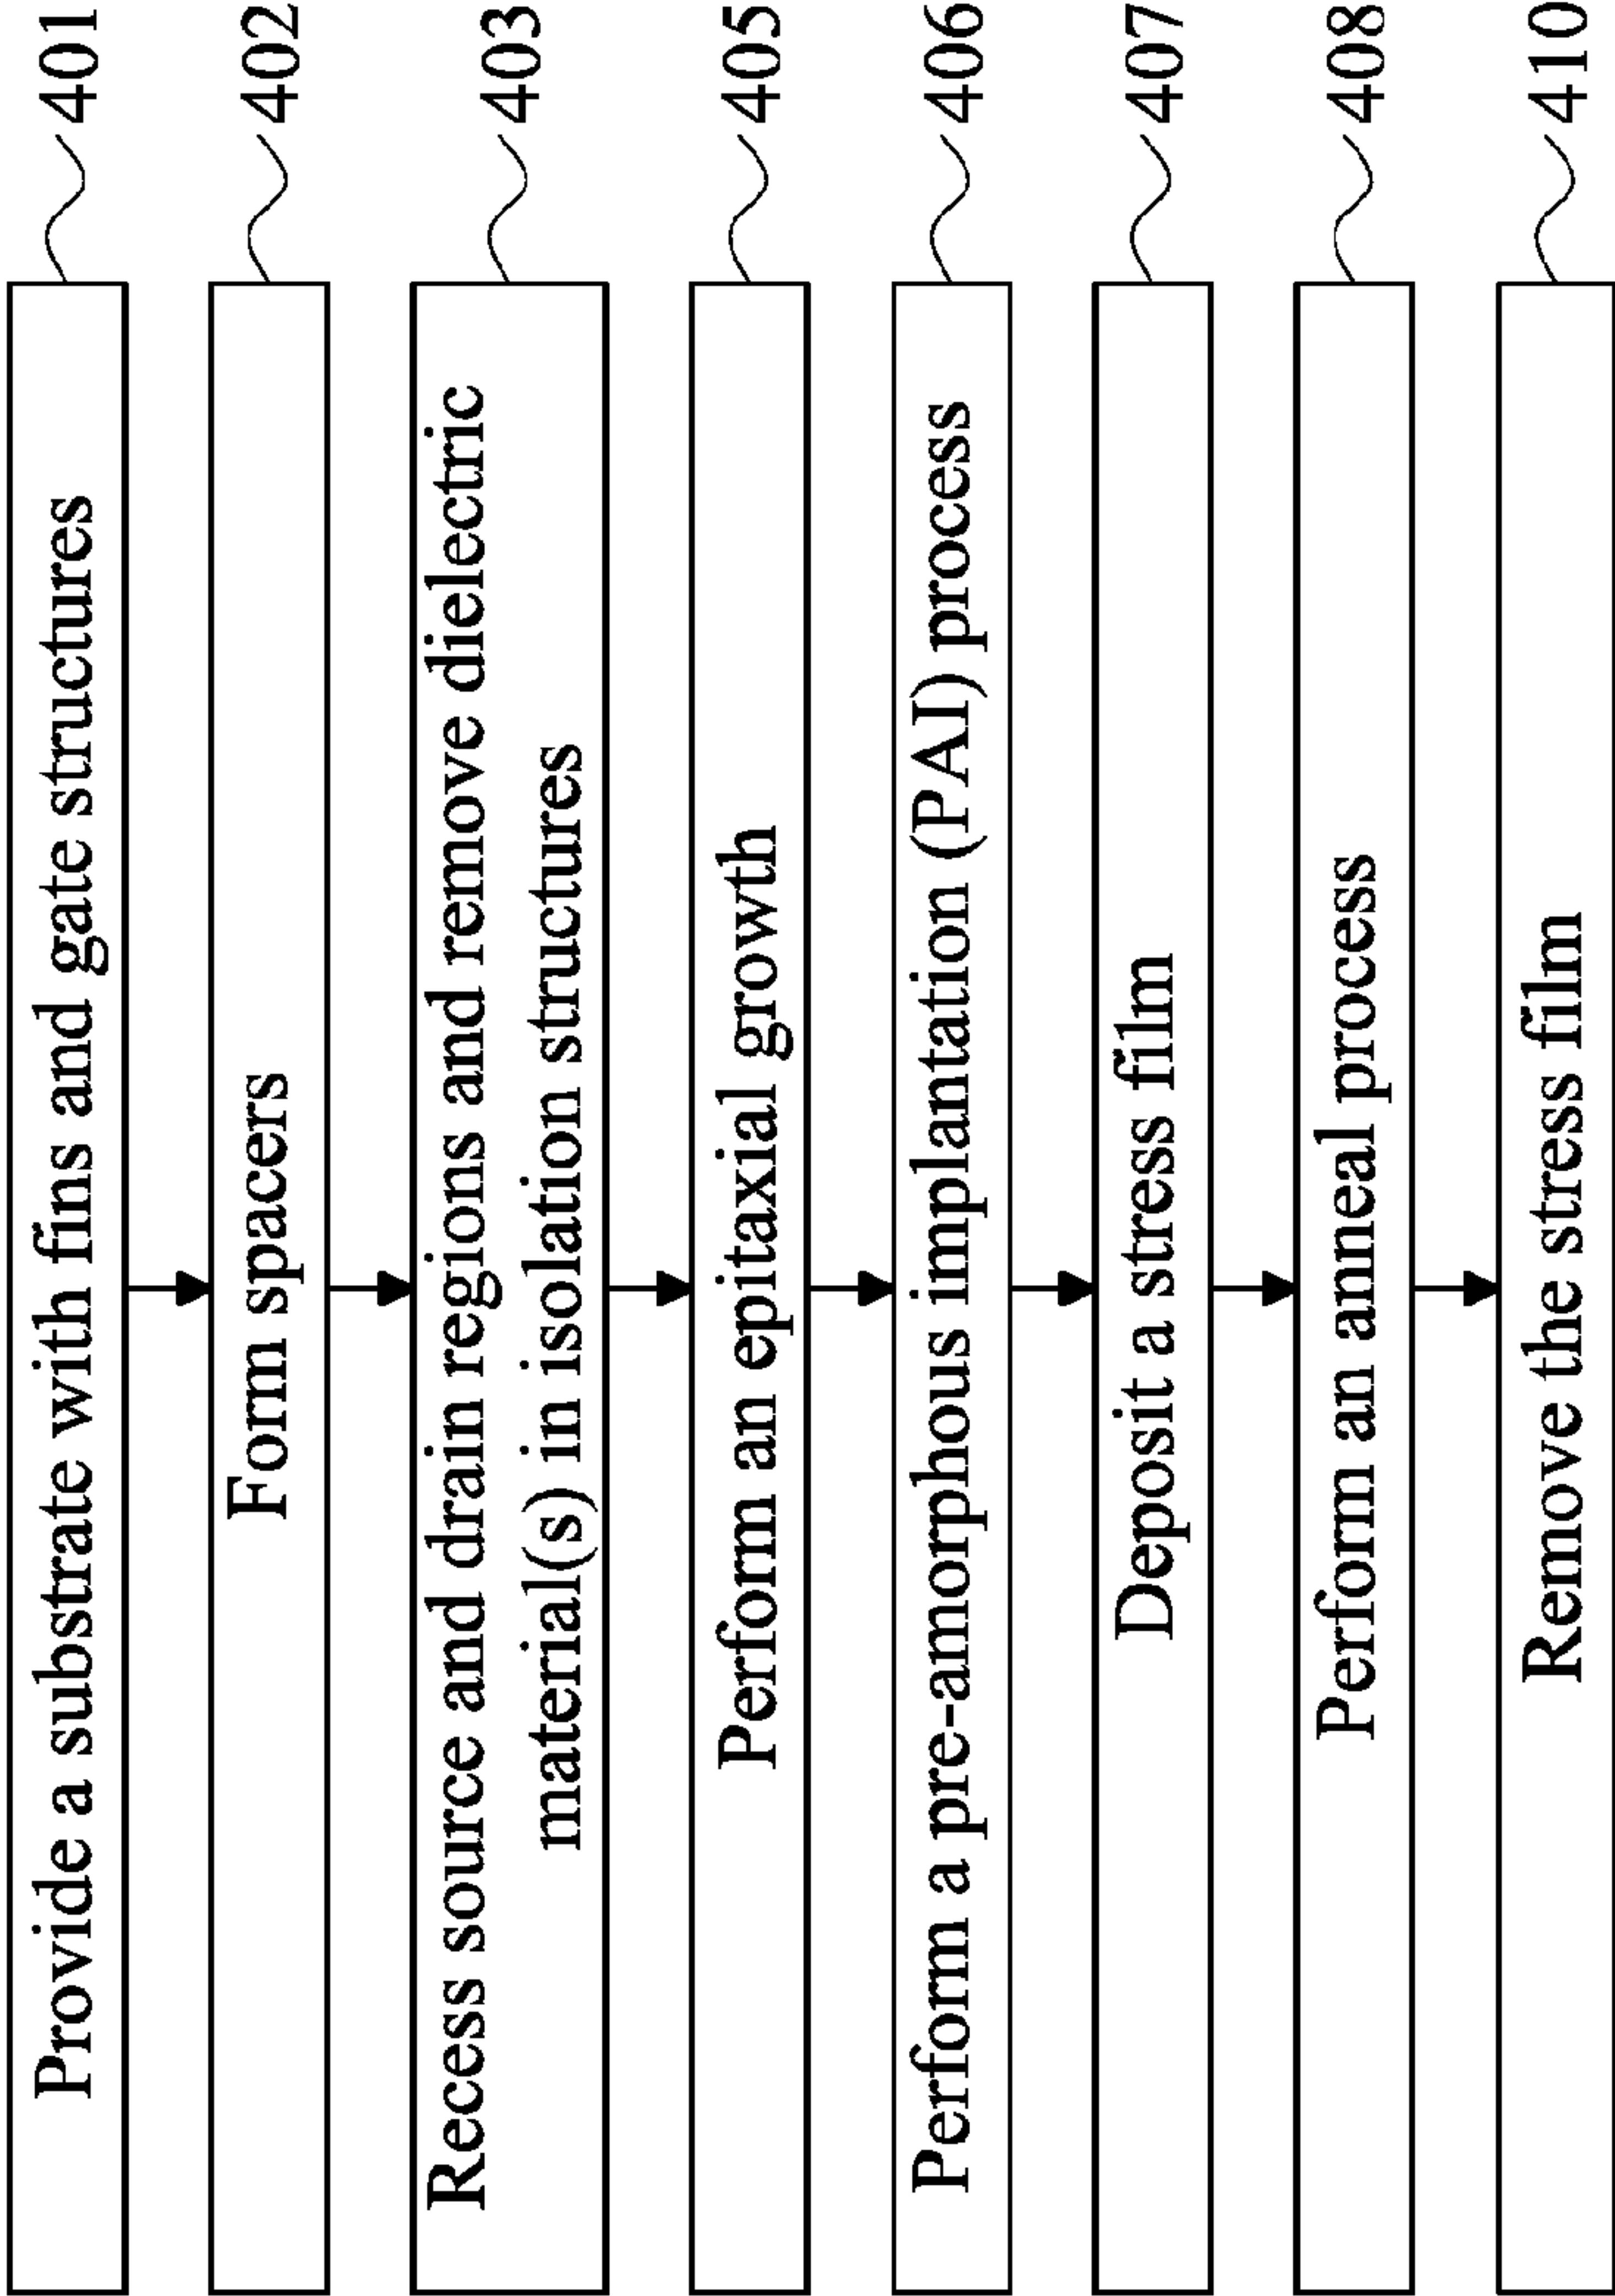 Provide a substrate with fins and gate structures 401
Form spacers 402
Recess source and drain regions and remove dielectric 403
material(s) in isolation structures
Perform an epitaxial growth 405
Perform a pre-amorphous implantation (PAI) process 406
Deposit a stress film 407
Perform an anneal process 408
Remove the stress film 410